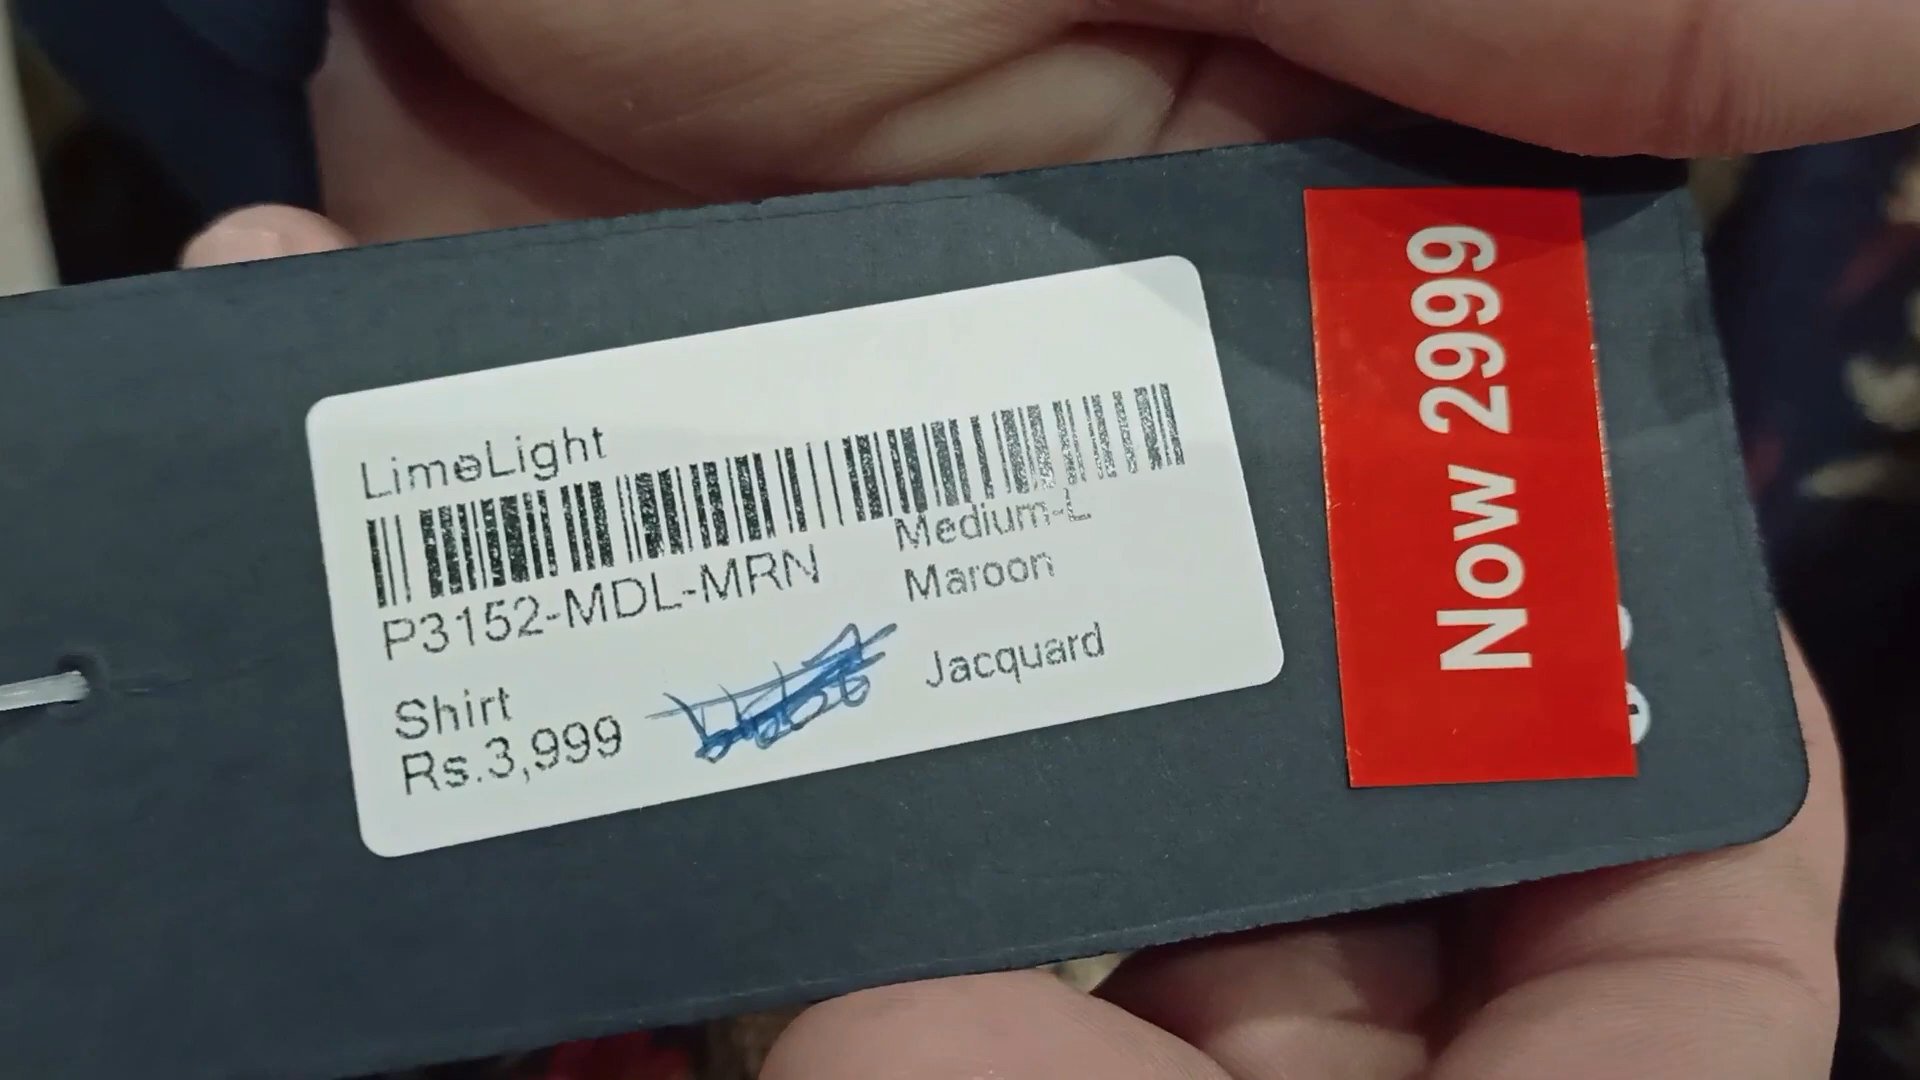 LimeLight
P3152-MDL-MRN
Medium-L
Maroon
Shirt
Jacquard
Rs.3,999
Now 2999